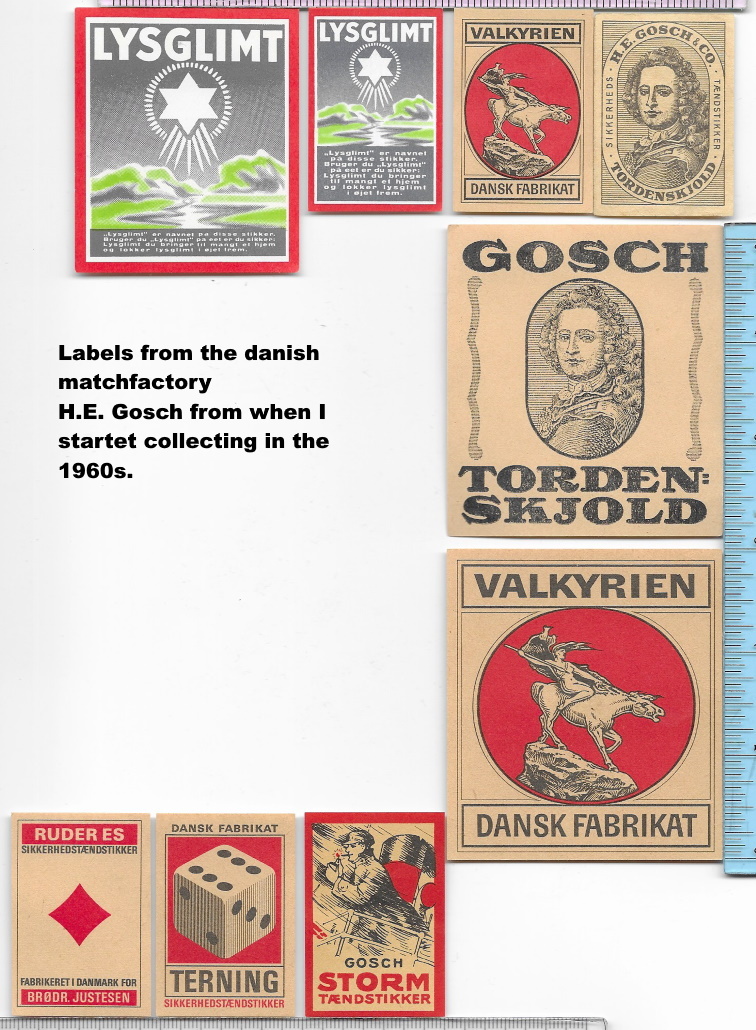 LYSGLIMT
„Lysglimt" er navnet på disse stikker.
Bruger du „Lysglimt" på eet er du sikker:
Lysglimt du bringer til mangt et hjem
og lokker lysglimt i øjet frem.
LYSGLIMT
„Lysglimt" er navnet
på disse stikker.
Bruger du „Lysglimt"
på eet er du sikker:
Lysglimt du bringer
til mangt et hjem
og lokker lysglimt
i øjet frem.
VALKYRIEN
DANSK FABRIKAT
H.E. GOSCH & CO.
SIKKERHEDS
TÆNDSTIKKER
TORDENSKJOLD
GOSCH
TORDEN:
SKJOLD
Labels from the danish
matchfactory
H.E. Gosch from when I
startet collecting in the
1960s.
VALKYRIEN
DANSK FABRIKAT
RUDER ES
SIKKERHEDSTÆNDSTIKKER
FABRIKERET I DANMARK FOR
BRØDR. JUSTESEN
DANSK FABRIKAT
TERNING
SIKKERHEDSTÆNDSTIKKER
GOSCH
STORM
TÆNDSTIKKER